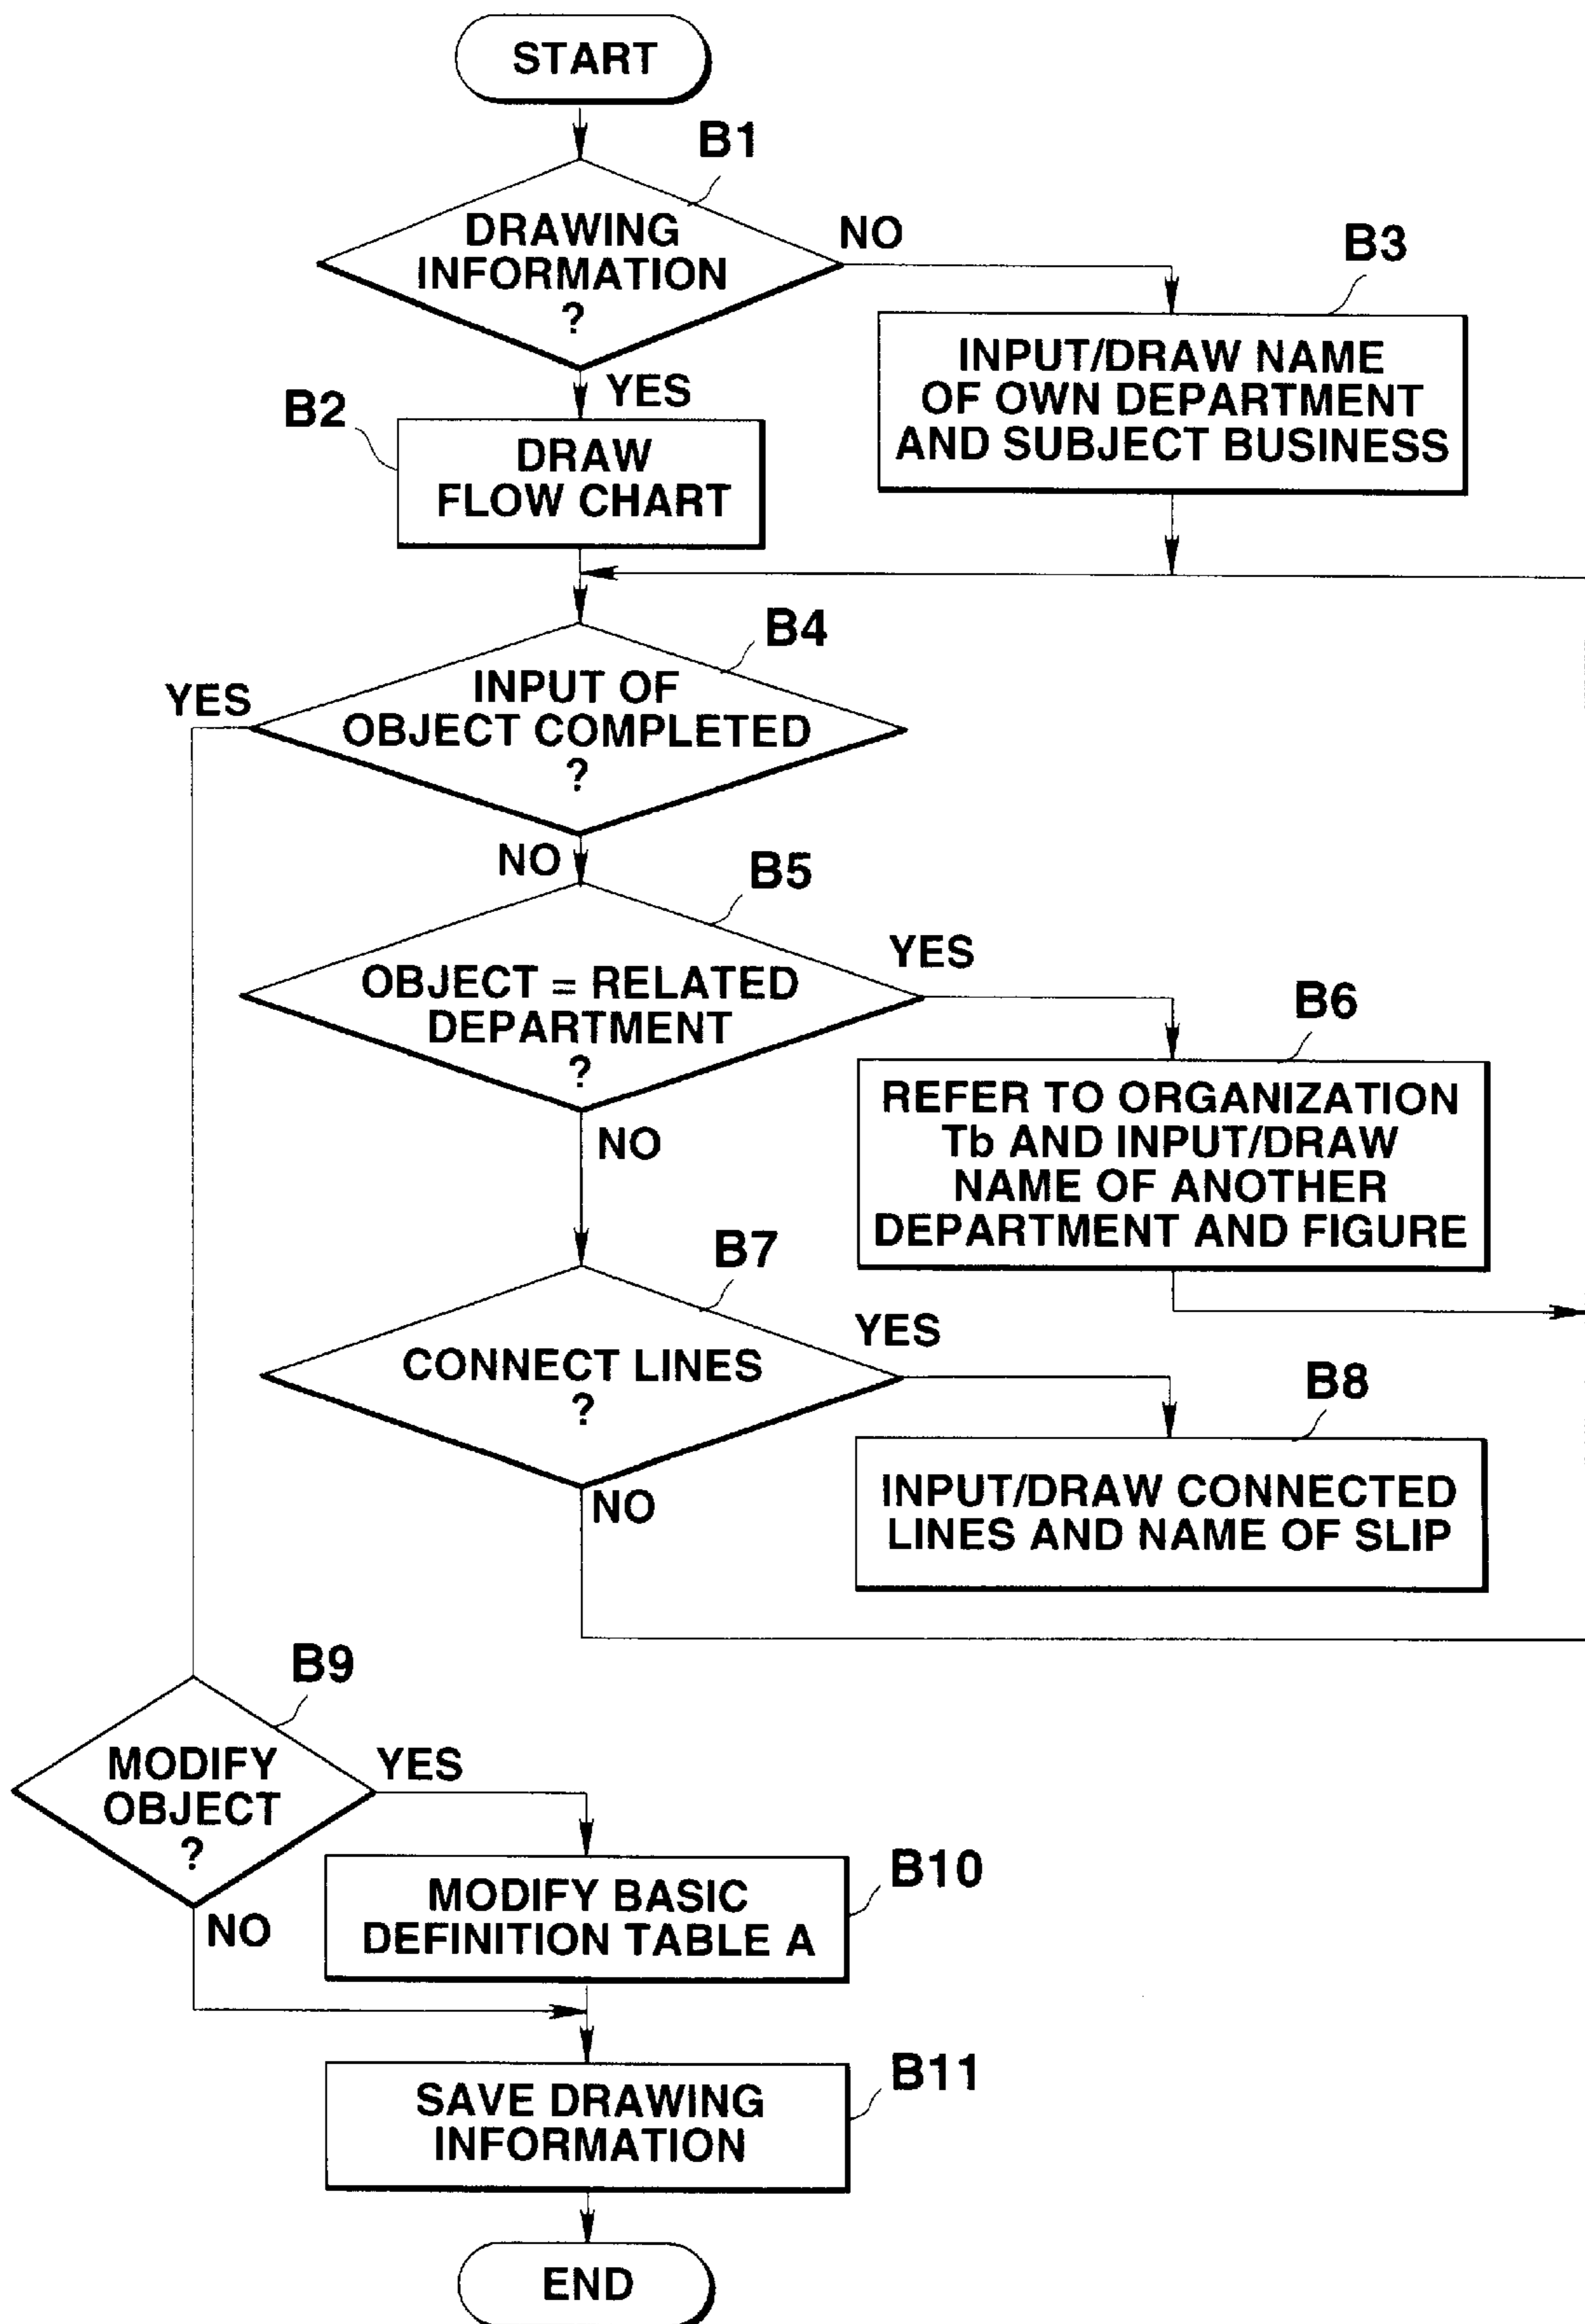 START
B1
DRAWING
INFORMATION
?
NO
YES
B3
INPUT/DRAW NAME
OF OWN DEPARTMENT
AND SUBJECT BUSINESS
B2
DRAW
FLOW CHART
B4
INPUT OF
OBJECT COMPLETED
?
YES
NO
B5
OBJECT = RELATED
DEPARTMENT
?
YES
NO
B6
REFER TO ORGANIZATION
Tb AND INPUT/DRAW
NAME OF ANOTHER
DEPARTMENT AND FIGURE
B7
CONNECT LINES
?
YES
NO
B8
INPUT/DRAW CONNECTED
LINES AND NAME OF SLIP
B9
MODIFY
OBJECT
?
YES
NO
B10
MODIFY BASIC
DEFINITION TABLE A
B11
SAVE DRAWING
INFORMATION
END